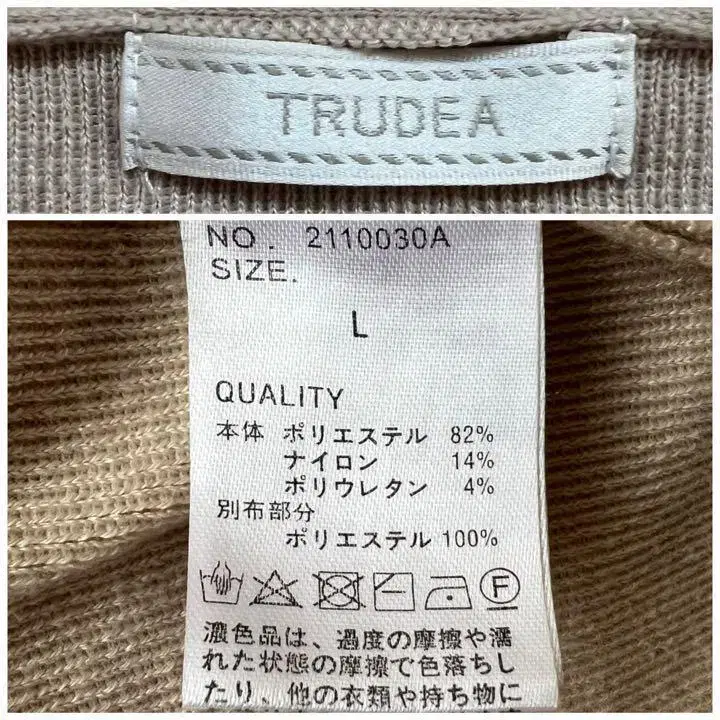 TRUDEA
NO. 2110030A
SIZE.
L
QUALITY
本体 ポリエステル 82%
ナイロン 14%
ポリウレタン 4%
別布部分
ポリエステル 100%
F
濃色品は、過度の摩擦や濡
れた状態の摩擦で色落ちし
たり、他の衣類や持ち物に